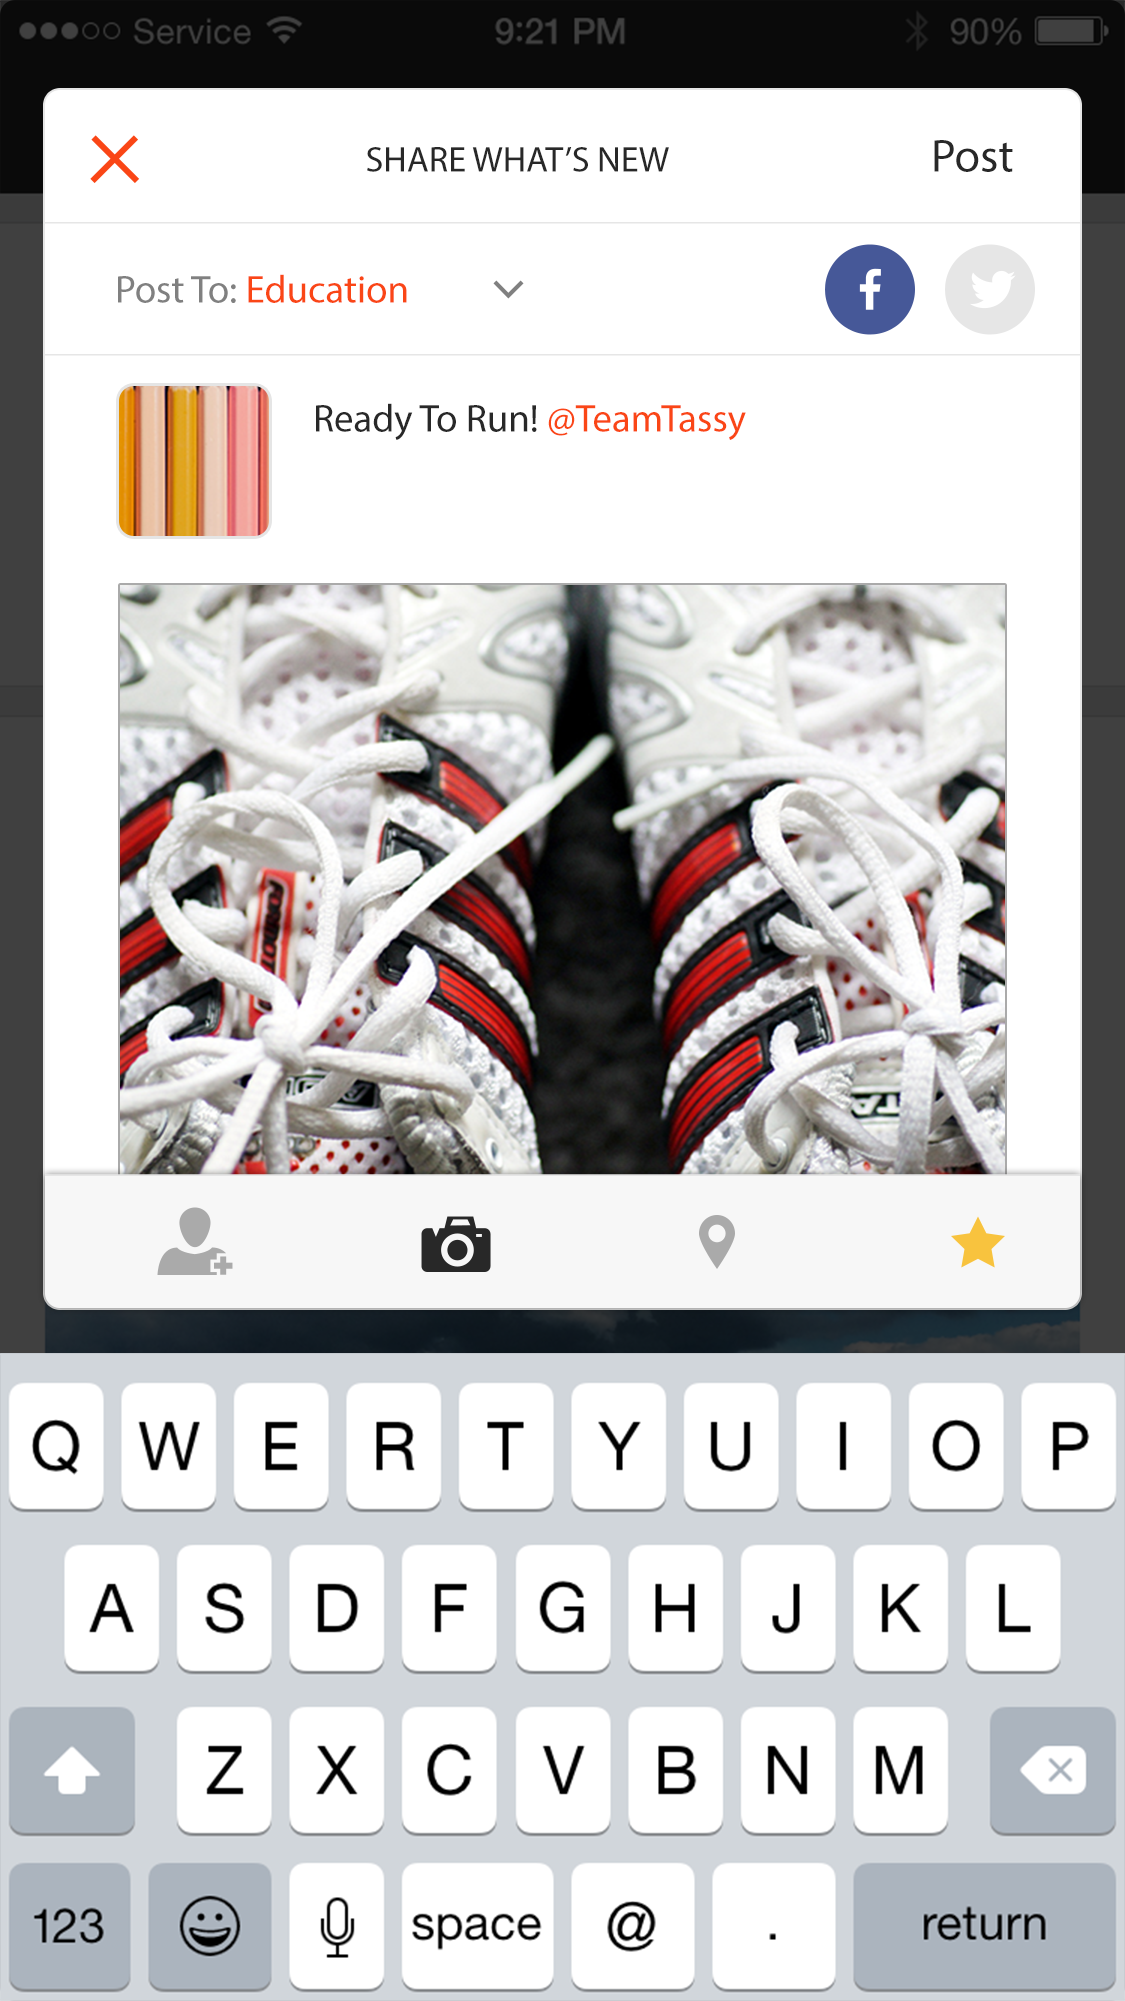 Service 9:21 PM 90%
SHARE WHAT'S NEW Post
Post To: Education
Ready To Run! @TeamTassy
Q W E R T Y U I O P
A S D F G H J K L
Z X C V B N M
123 space @ . return